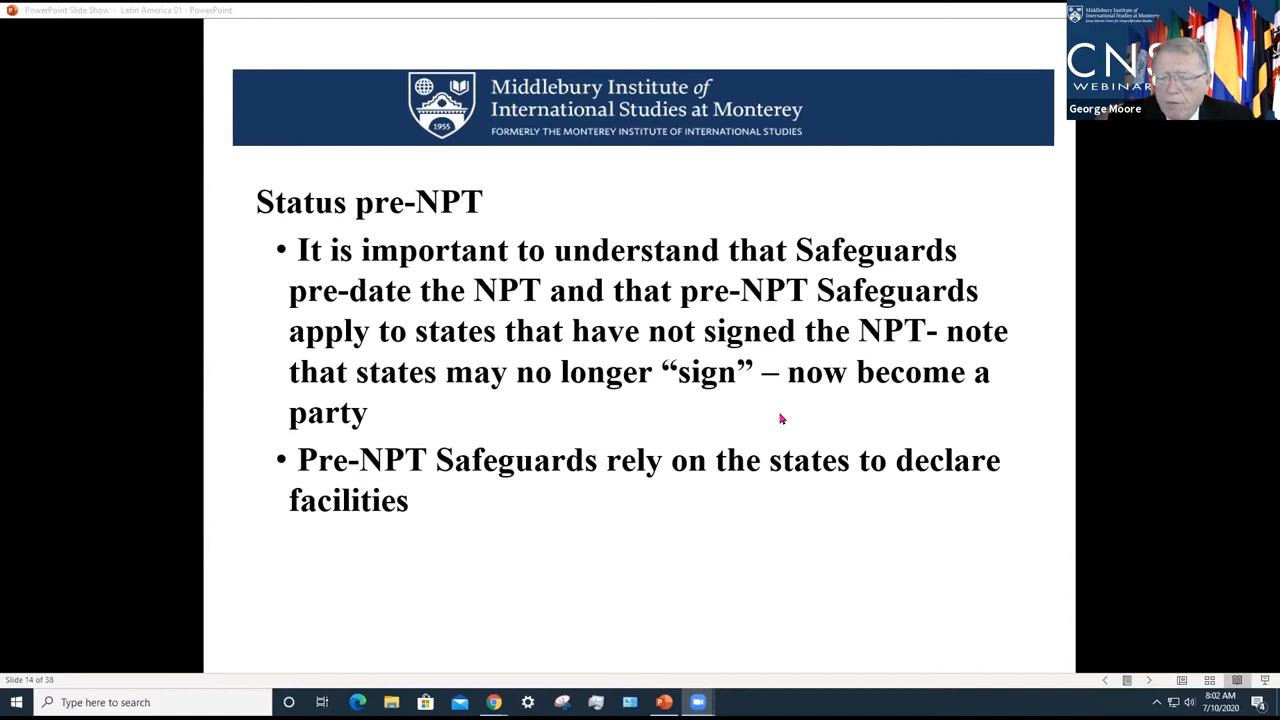 PowerPoint Slide Show - Latin America 01 - PowerPoint
Middlebury Institute of
International Studies at Monterey
CNS
WEBINAR
George Moore
Middlebury Institute of
International Studies at Monterey
FORMERLY THE MONTEREY INSTITUTE OF INTERNATIONAL STUDIES
1955
Status pre-NPT
• It is important to understand that Safeguards
pre-date the NPT and that pre-NPT Safeguards
apply to states that have not signed the NPT- note
that states may no longer “sign” – now become a
party
• Pre-NPT Safeguards rely on the states to declare
facilities
Slide 14 of 38
Type here to search
8:02 AM
7/10/2020
4